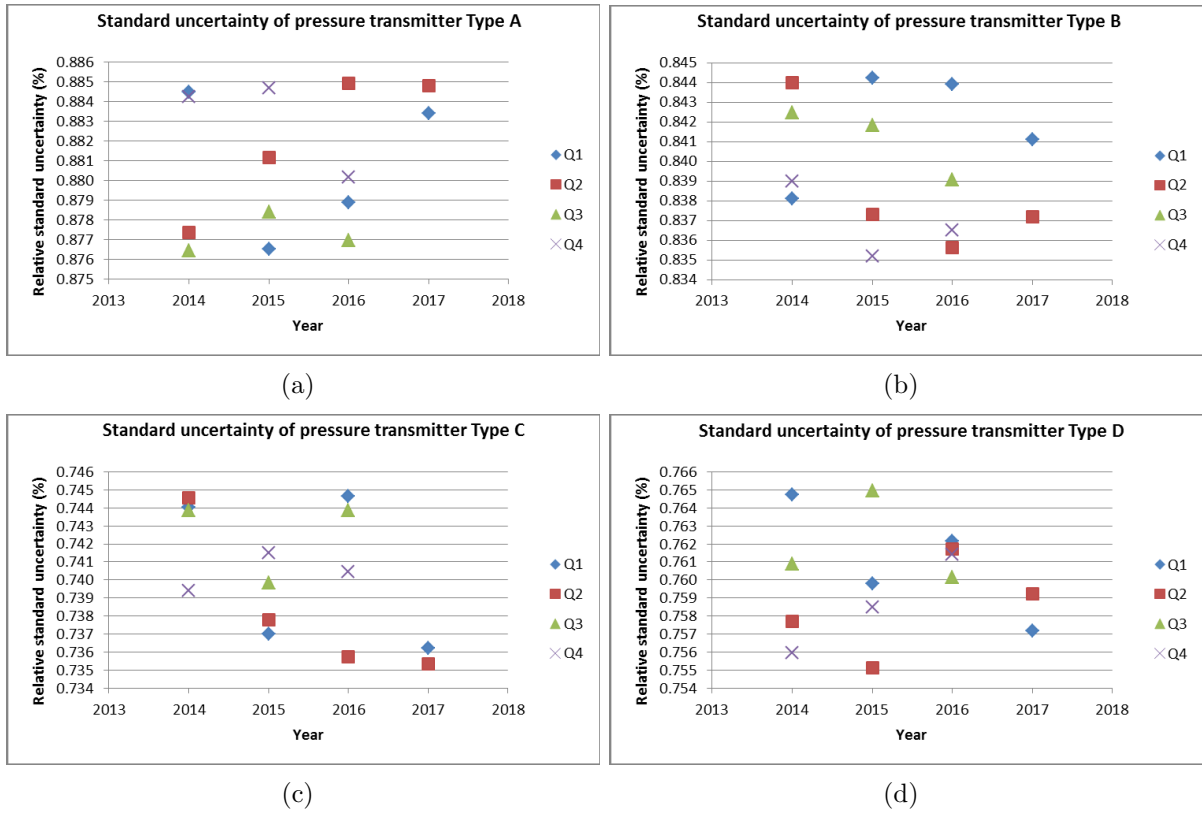 Standard uncertainty of pressure transmitter Type A
Relative standard uncertainty (%)
0.886
0.885
0.884
0.883
0.882
0.881
0.880
0.879
0.878
0.877
0.876
0.875
2013 2014 2015 2016 2017 2018
Year
Q1
Q2
Q3
Q4
(a)
Standard uncertainty of pressure transmitter Type B
Relative standard uncertainty (%)
0.845
0.844
0.843
0.842
0.841
0.840
0.839
0.838
0.837
0.836
0.835
0.834
2013 2014 2015 2016 2017 2018
Year
Q1
Q2
Q3
Q4
(b)
Standard uncertainty of pressure transmitter Type C
Relative standard uncertainty (%)
0.746
0.745
0.744
0.743
0.742
0.741
0.740
0.739
0.738
0.737
0.736
0.735
0.734
2013 2014 2015 2016 2017 2018
Year
Q1
Q2
Q3
Q4
(c)
Standard uncertainty of pressure transmitter Type D
Relative standard uncertainty (%)
0.766
0.765
0.764
0.763
0.762
0.761
0.760
0.759
0.758
0.757
0.756
0.755
0.754
2013 2014 2015 2016 2017 2018
Year
Q1
Q2
Q3
Q4
(d)